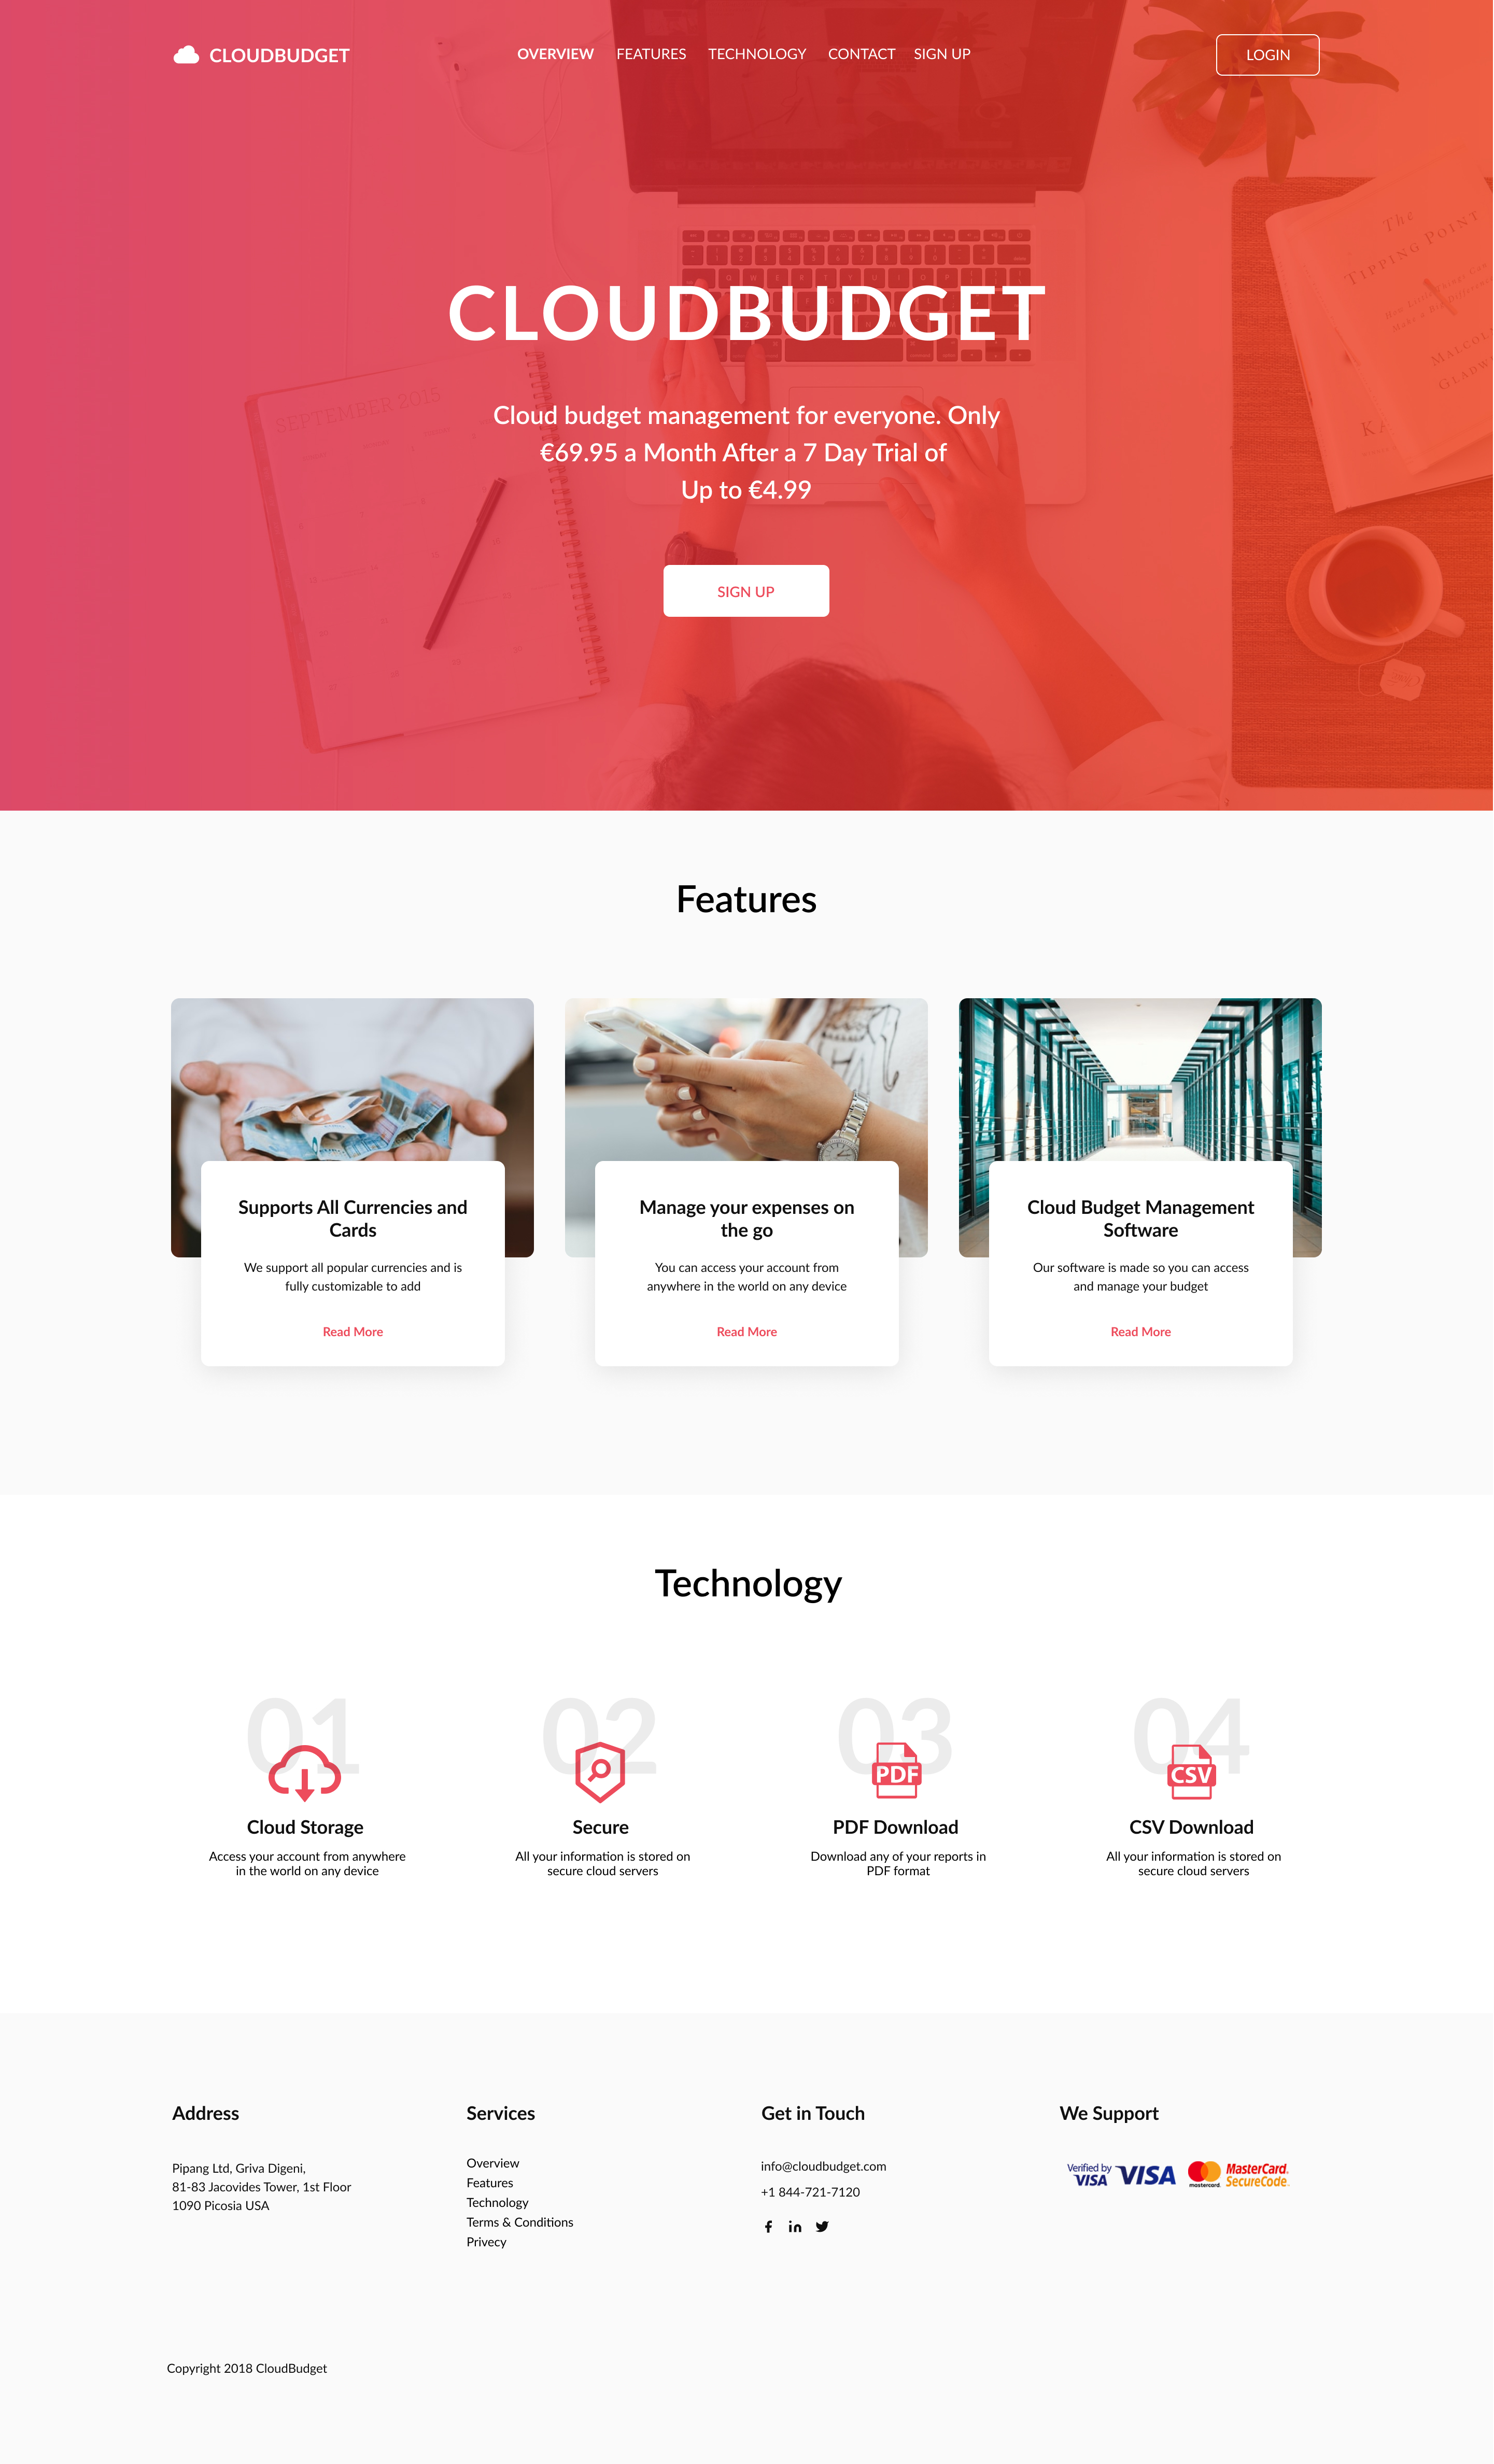 CLOUDBUDGET
OVERVIEW FEATURES TECHNOLOGY CONTACT SIGN UP
LOGIN
The
TIPPING POINT
CLOUDBUDGET
SEPTEMBER 2015
Cloud budget management for everyone. Only
€69.95 a Month After a 7 Day Trial of
Up to €4.99
SIGN UP
Features
Supports All Currencies and
Cards
We support all popular currencies and is
fully customizable to add
Read More
Manage your expenses on
the go
You can access your account from
anywhere in the world on any device
Read More
Cloud Budget Management
Software
Our software is made so you can access
and manage your budget
Read More
Technology
01
Cloud Storage
Access your account from anywhere
in the world on any device
02
Secure
All your information is stored on
secure cloud servers
03
PDF
PDF Download
Download any of your reports in
PDF format
04
CSV
CSV Download
All your information is stored on
secure cloud servers
Address
Pipang Ltd, Griva Digeni,
81-83 Jacovides Tower, 1st Floor
1090 Picosia USA
Services
Overview
Features
Technology
Terms & Conditions
Privecy
Get in Touch
info@cloudbudget.com
+1 844-721-7120
We Support
Verified by
VISA
VISA
mastercard
MasterCard.
SecureCode.
Copyright 2018 CloudBudget